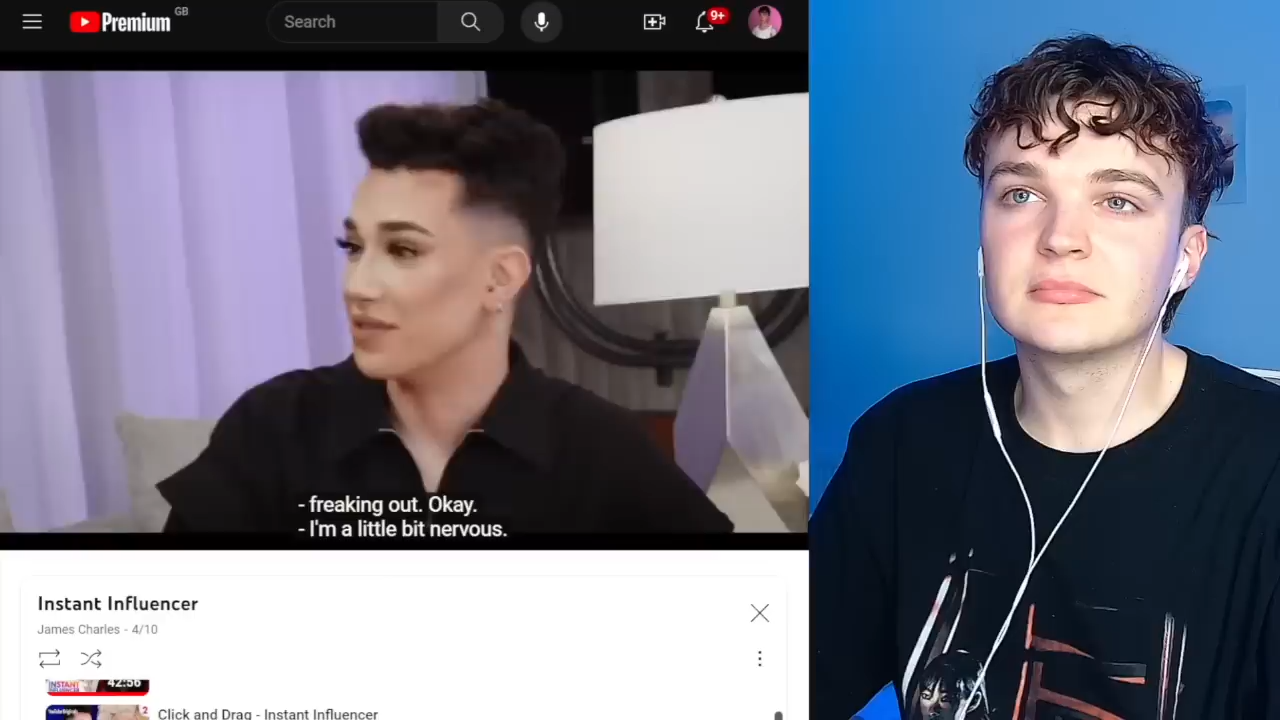 Premium GB
Search
9+
- freaking out. Okay.
- I'm a little bit nervous.
Instant Influencer
James Charles - 4/10
INSTANT
42:56
Click and Drag - Instant Influencer